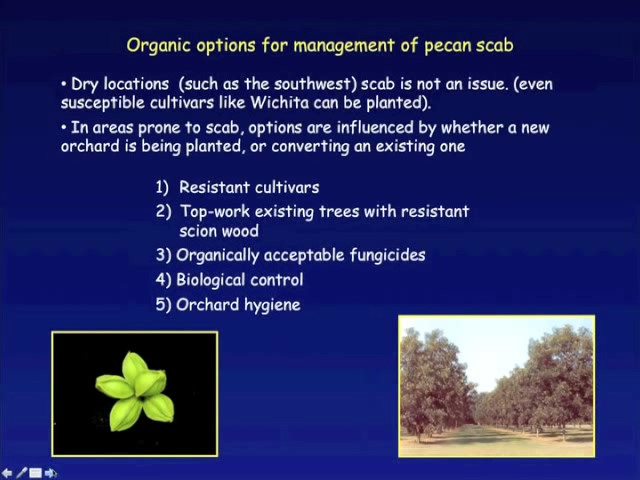 Organic options for management of pecan scab
• Dry locations (such as the southwest) scab is not an issue. (even
susceptible cultivars like Wichita can be planted).
• In areas prone to scab, options are influenced by whether a new
orchard is being planted, or converting an existing one
1) Resistant cultivars
2) Top-work existing trees with resistant
scion wood
3) Organically acceptable fungicides
4) Biological control
5) Orchard hygiene